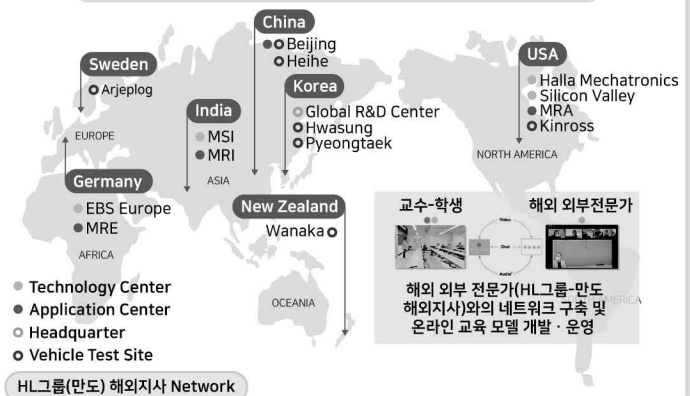 China
Beijing
Heihe
Sweden
Arjeplog
USA
Halla Mechatronics
Silicon Valley
MRA
Kinross
Korea
Global R&D Center
Hwasung
Pyeongtaek
India
MSI
MRI
EUROPE
ASIA
NORTH AMERICA
Germany
EBS Europe
MRE
New Zealand
Wanaka
AFRICA
OCEANIA
교수-학생
해외 외부전문가
Video
Chat
Audio
해외 외부 전문가(HL그룹-만도
해외지사)와의 네트워크 구축 및
온라인 교육 모델 개발 · 운영
AMERICA
Technology Center
Application Center
Headquarter
Vehicle Test Site
HL그룹(만도) 해외지사 Network